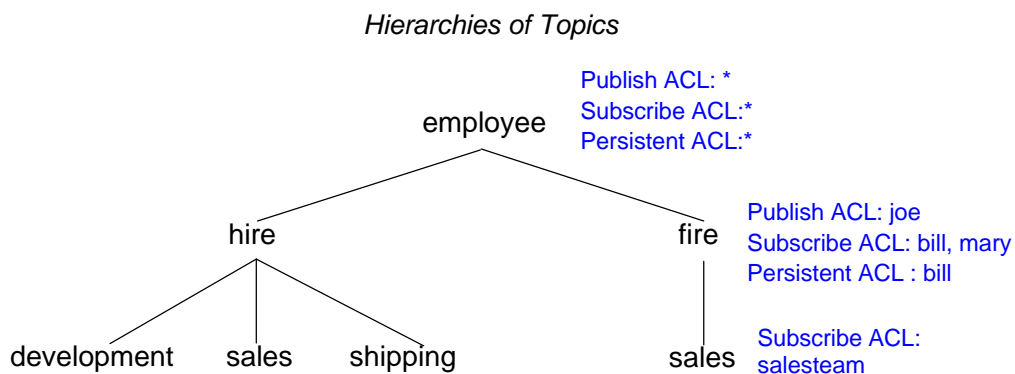 Hierarchies of Topics
Publish ACL: *
Subscribe ACL:*
Persistent ACL:*
employee
Publish ACL: joe
Subscribe ACL: bill, mary
Persistent ACL : bill
hire
fire
development
sales
shipping
sales
Subscribe ACL:
salesteam